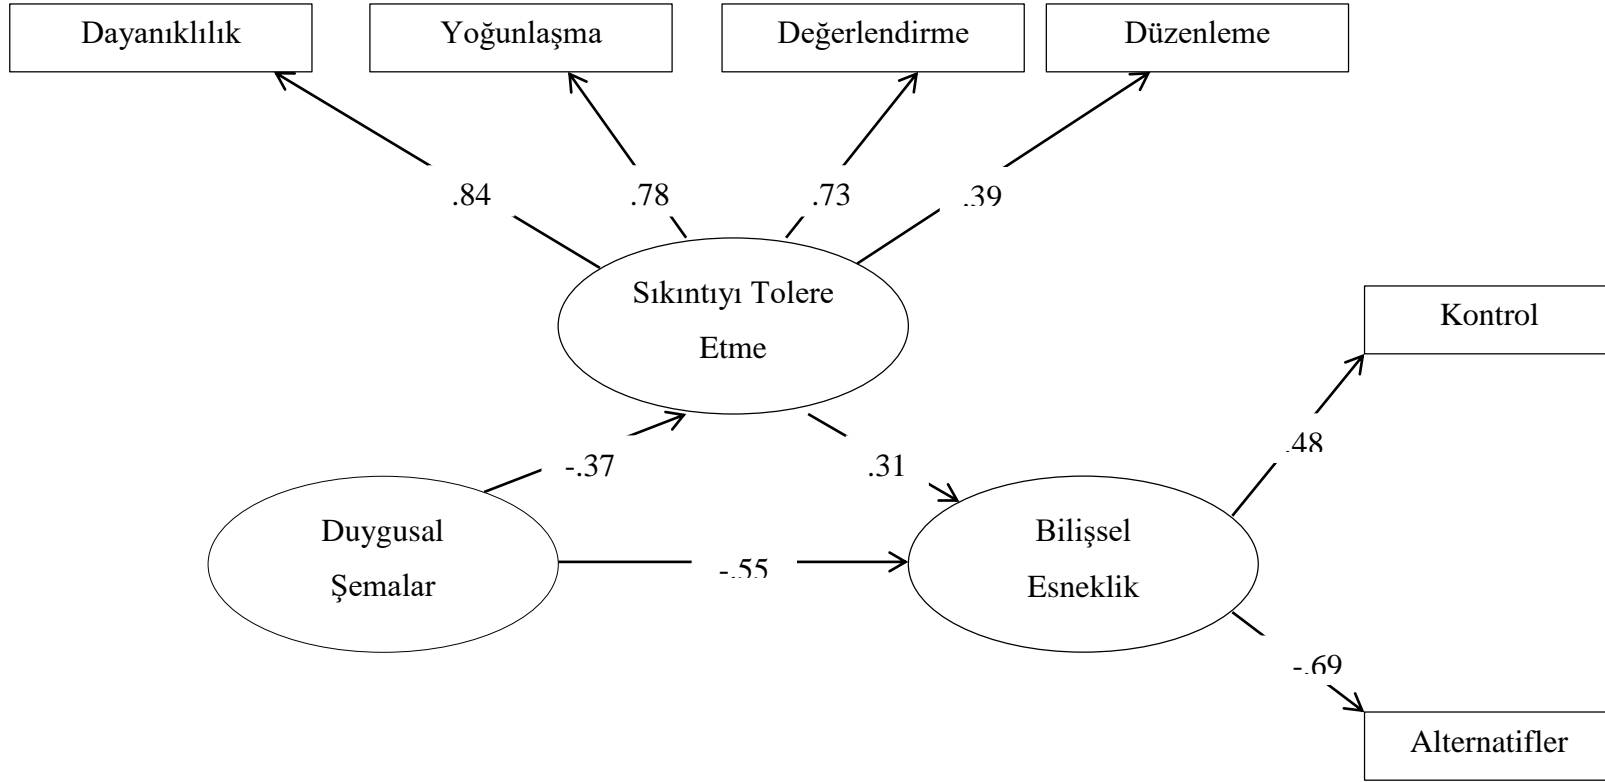 Dayanıklılık
Yoğunlaşma
Değerlendirme
Düzenleme
.84
.78
.73
.39
Sıkıntıyı Tolere
Etme
Kontrol
.48
-.37
.31
Duygusal
Şemalar
-.55
Bilişsel
Esneklik
-.69
Alternatifler